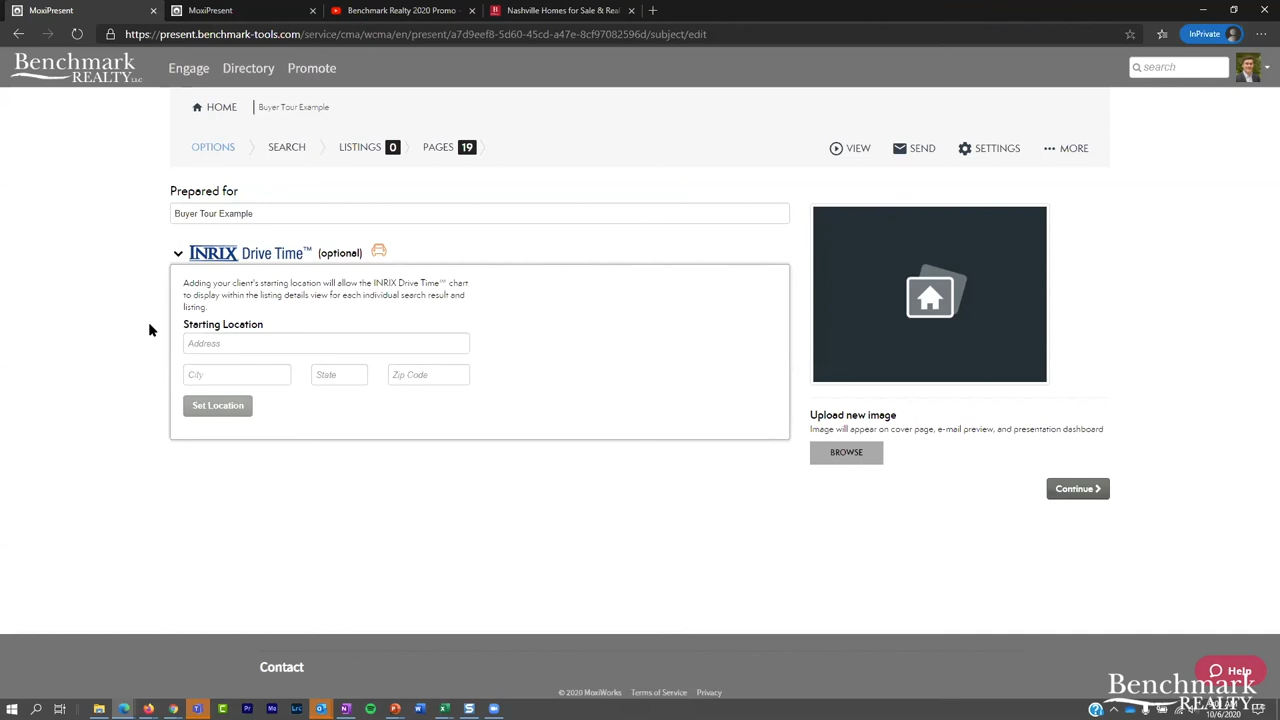 MoxiPresent
MoxiPresent
Benchmark Realty 2020 Promo
Nashville Homes for Sale & Real
https://present.benchmark-tools.com/service/cma/wcma/en/present/a7d9eef8-5d60-45cd-a47e-8cf97082596d/subject/edit
InPrivate
Benchmark
REALTY, LLC
Engage
Directory
Promote
search
HOME
Buyer Tour Example
OPTIONS
SEARCH
LISTINGS 0
PAGES 19
VIEW
SEND
SETTINGS
MORE
Prepared for
Buyer Tour Example
INRIX Drive Time™ (optional)
Adding your client's starting location will allow the INRIX Drive Time™ chart
to display within the listing details view for each individual search result and
listing.
Starting Location
Address
City
State
Zip Code
Set Location
Upload new image
Image will appear on cover page, e-mail preview, and presentation dashboard
BROWSE
Continue
Contact
© 2020 MoxiWorks
Terms of Service
Privacy
Help
Benchmark
REALTY
10/6/2020